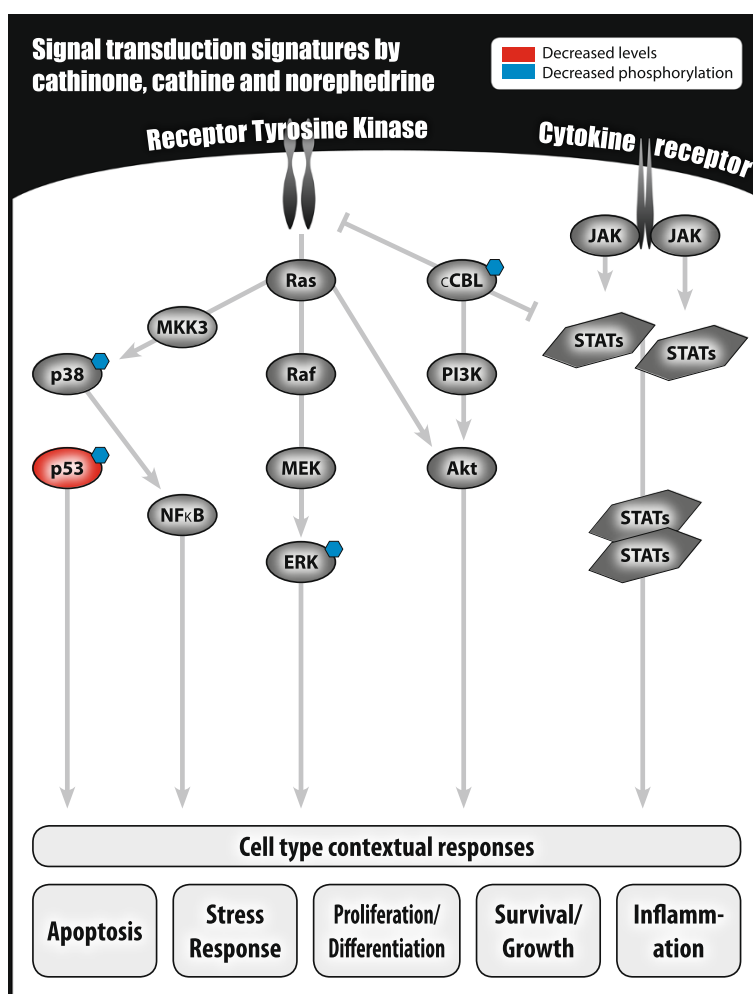 Signal transduction signatures by
cathinone, cathine and norephedrine
Decreased levels
Decreased phosphorylation
Receptor Tyrosine Kinase
Cytokine receptor
JAK
JAK
Ras
cCBL
MKK3
STATs
STATs
p38
Raf
PI3K
p53
MEK
Akt
NFκB
STATs
STATs
ERK
Cell type contextual responses
Apoptosis
Stress
Response
Proliferation/
Differentiation
Survival/
Growth
Inflamm-
ation